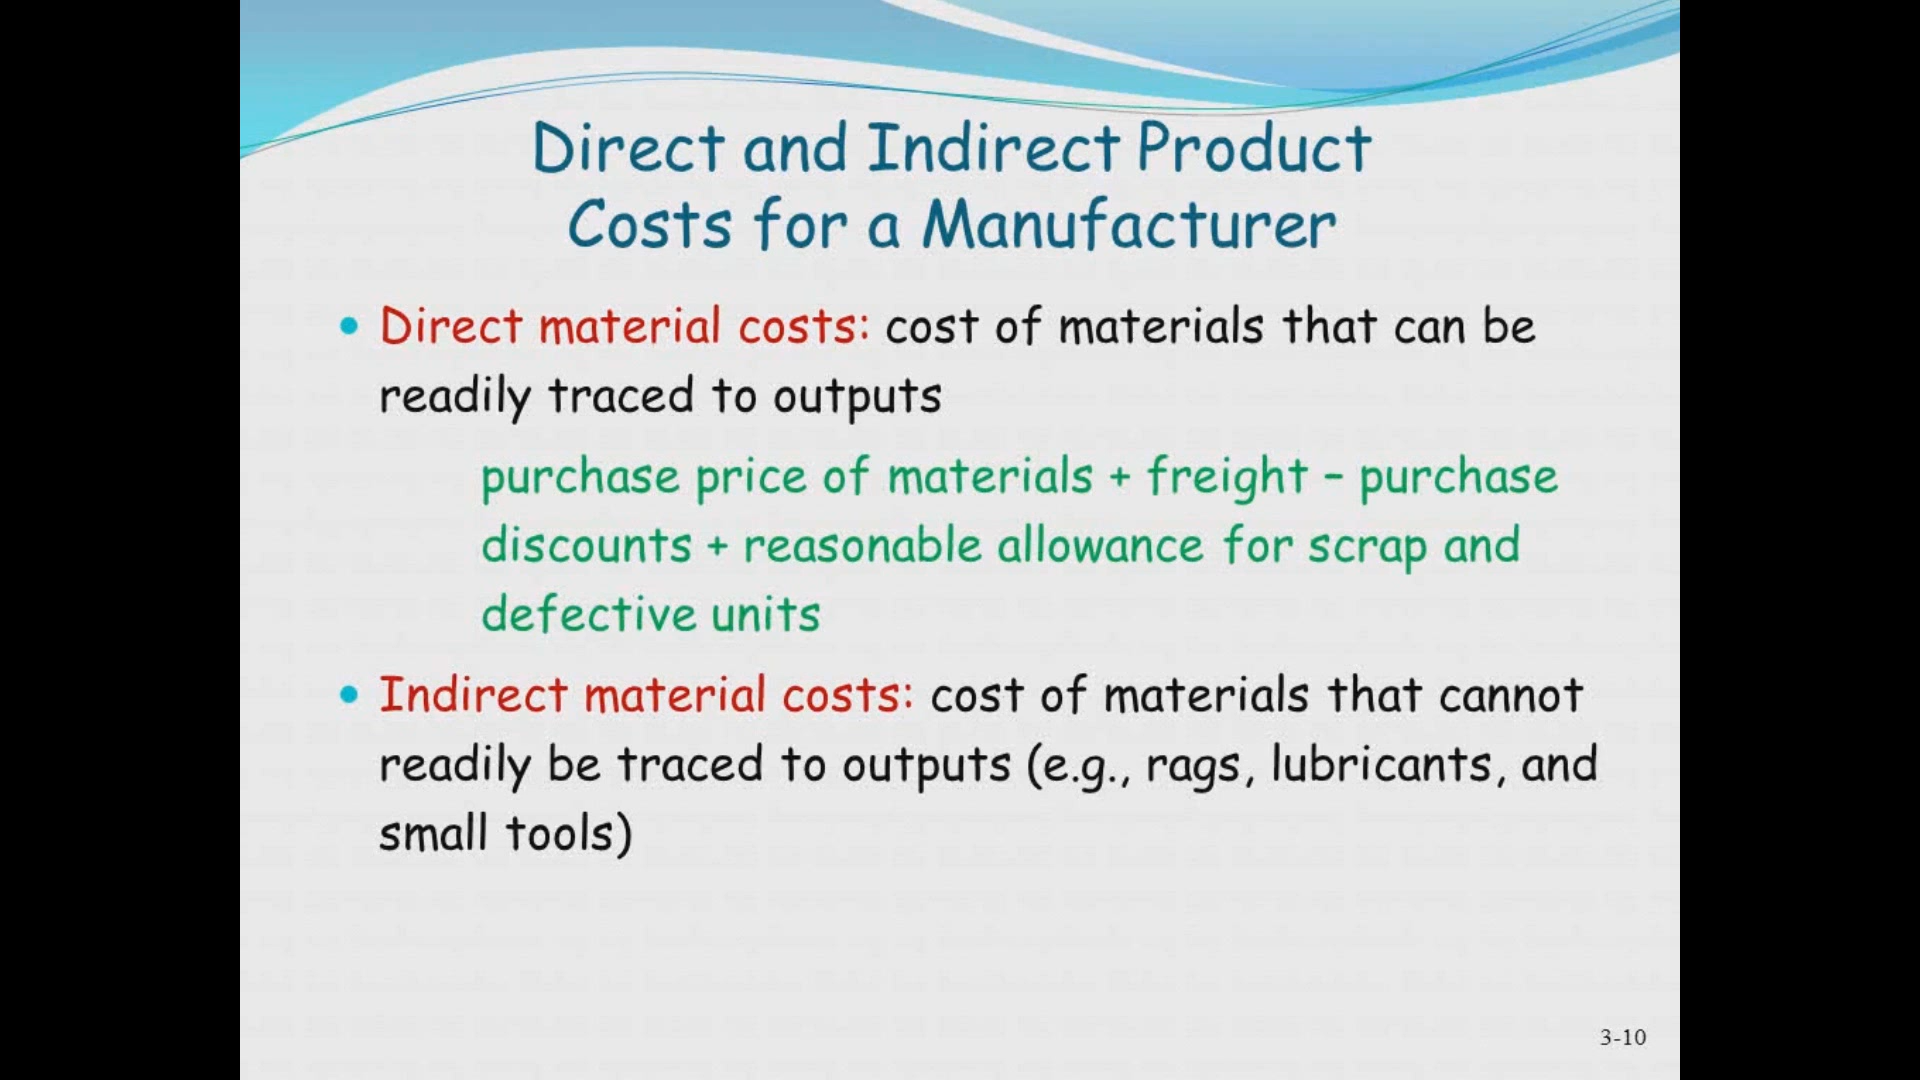 Direct and Indirect Product
Costs for a Manufacturer
• Direct material costs: cost of materials that can be
readily traced to outputs
purchase price of materials + freight – purchase
discounts + reasonable allowance for scrap and
defective units
• Indirect material costs: cost of materials that cannot
readily be traced to outputs (e.g., rags, lubricants, and
small tools)
3-10